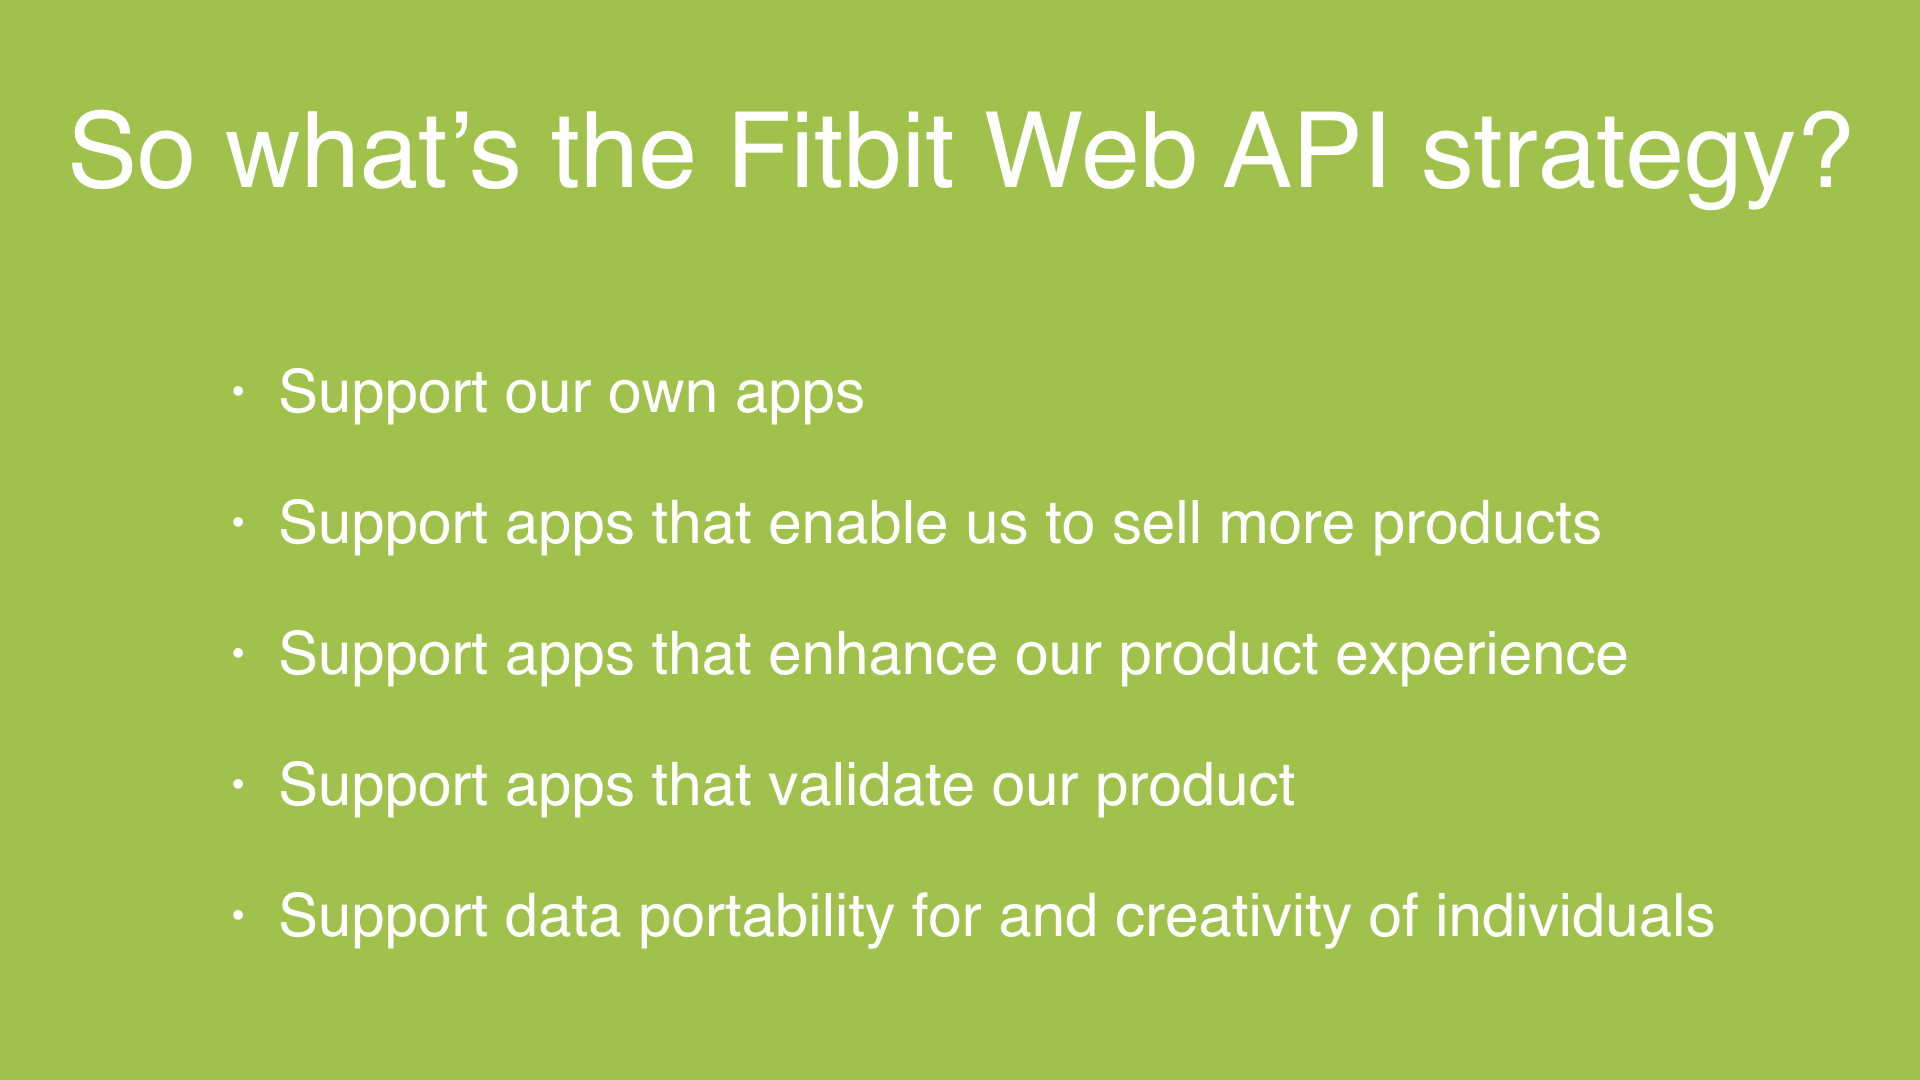 So what’s the Fitbit Web API strategy?
• Support our own apps
• Support apps that enable us to sell more products
• Support apps that enhance our product experience
• Support apps that validate our product
• Support data portability for and creativity of individuals